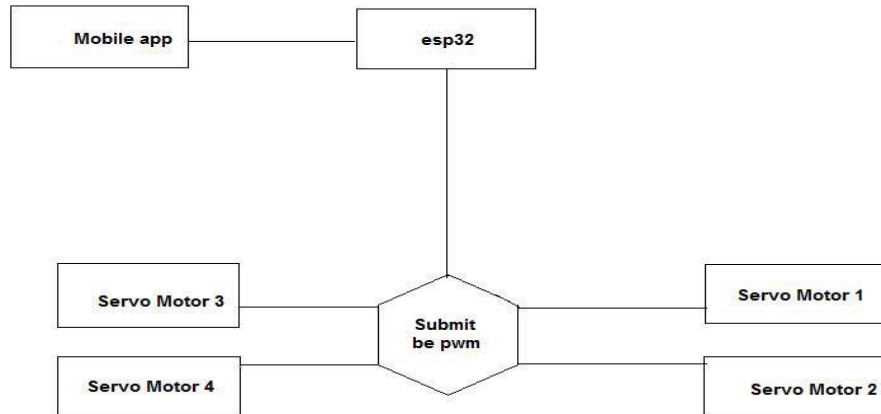 Mobile app
esp32
Servo Motor 3
Submit
be pwm
Servo Motor 1
Servo Motor 4
Servo Motor 2